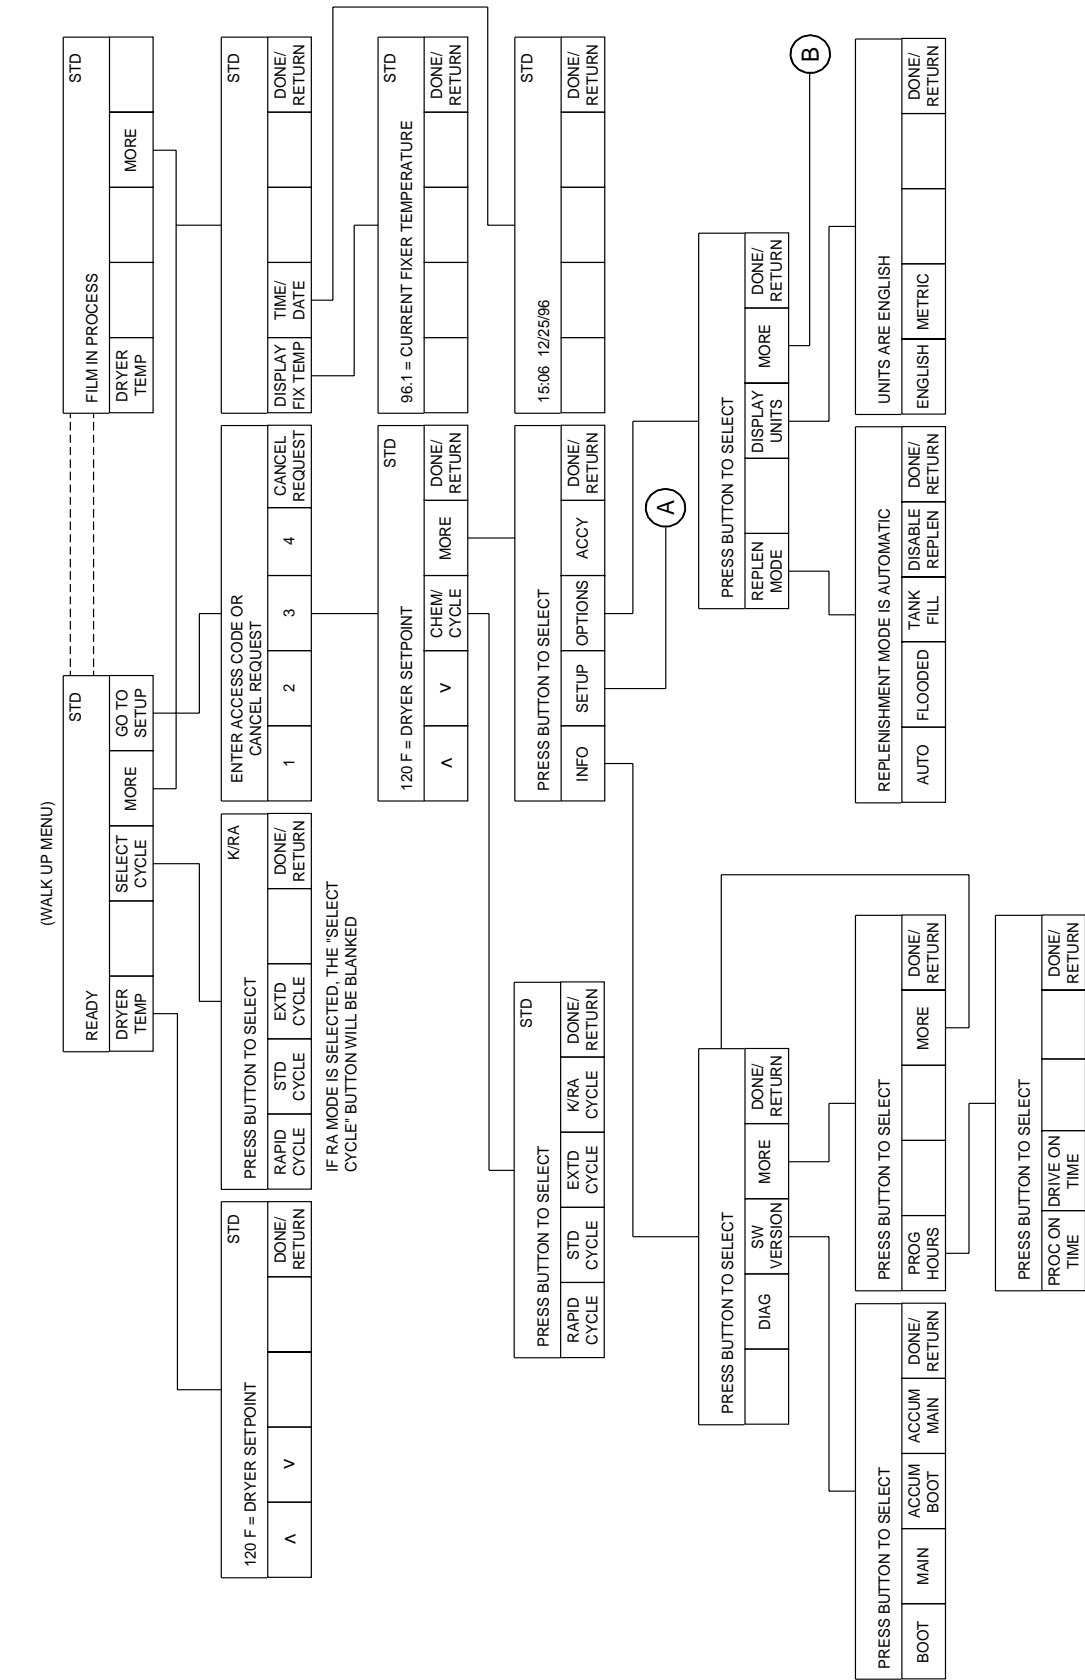 (WALK UP MENU)
READY
STD
DRYER
TEMP
SELECT
CYCLE
MORE
GO TO
SETUP
FILM IN PROCESS
STD
DRYER
TEMP
MORE
120 F = DRYER SETPOINT
STD
Λ
V
DONE/
RETURN
PRESS BUTTON TO SELECT
K/RA
RAPID
CYCLE
STD
CYCLE
EXTD
CYCLE
DONE/
RETURN
IF RA MODE IS SELECTED, THE "SELECT
CYCLE" BUTTON WILL BE BLANKED
ENTER ACCESS CODE OR
CANCEL REQUEST
1
2
3
4
CANCEL
REQUEST
STD
DISPLAY
FIX TEMP
TIME/
DATE
DONE/
RETURN
120 F = DRYER SETPOINT
STD
Λ
V
CHEM/
CYCLE
MORE
DONE/
RETURN
96.1 = CURRENT FIXER TEMPERATURE
STD
DONE/
RETURN
PRESS BUTTON TO SELECT
STD
RAPID
CYCLE
STD
CYCLE
EXTD
CYCLE
K/RA
CYCLE
DONE/
RETURN
PRESS BUTTON TO SELECT
INFO
SETUP
OPTIONS
ACCY
DONE/
RETURN
15:06 12/25/96
STD
DONE/
RETURN
A
PRESS BUTTON TO SELECT
DIAG
SW
VERSION
MORE
DONE/
RETURN
PRESS BUTTON TO SELECT
REPLEN
MODE
DISPLAY
UNITS
MORE
DONE/
RETURN
B
PRESS BUTTON TO SELECT
BOOT
MAIN
ACCUM
BOOT
ACCUM
MAIN
DONE/
RETURN
PRESS BUTTON TO SELECT
PROG
HOURS
MORE
DONE/
RETURN
REPLENISHMENT MODE IS AUTOMATIC
AUTO
FLOODED
TANK
FILL
DISABLE
REPLEN
DONE/
RETURN
UNITS ARE ENGLISH
ENGLISH
METRIC
DONE/
RETURN
PRESS BUTTON TO SELECT
PROC ON
TIME
DRIVE ON
TIME
DONE/
RETURN